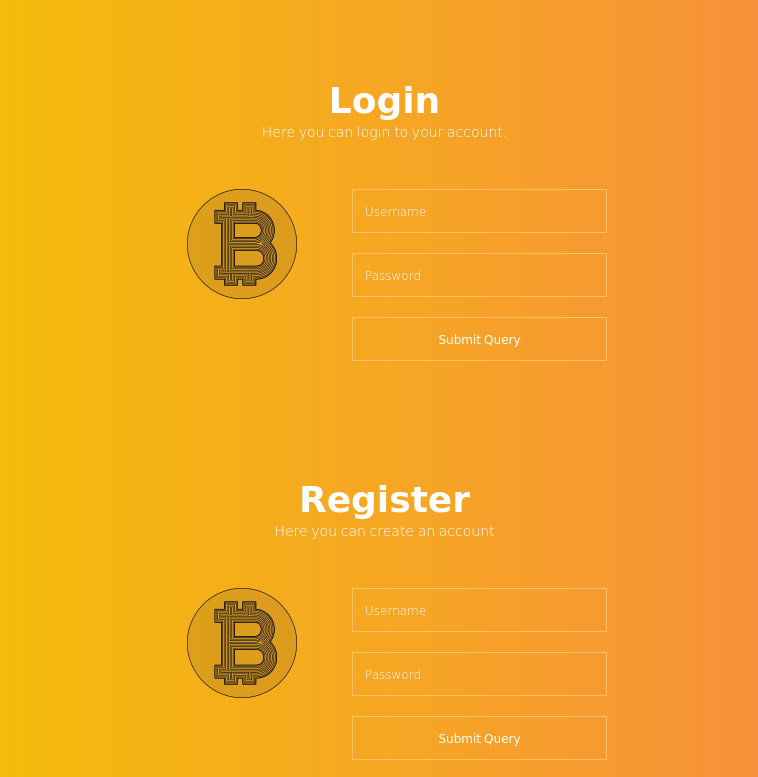 Login
Here you can login to your account.
Username
Password
Submit Query
Register
Here you can create an account
Username
Password
Submit Query